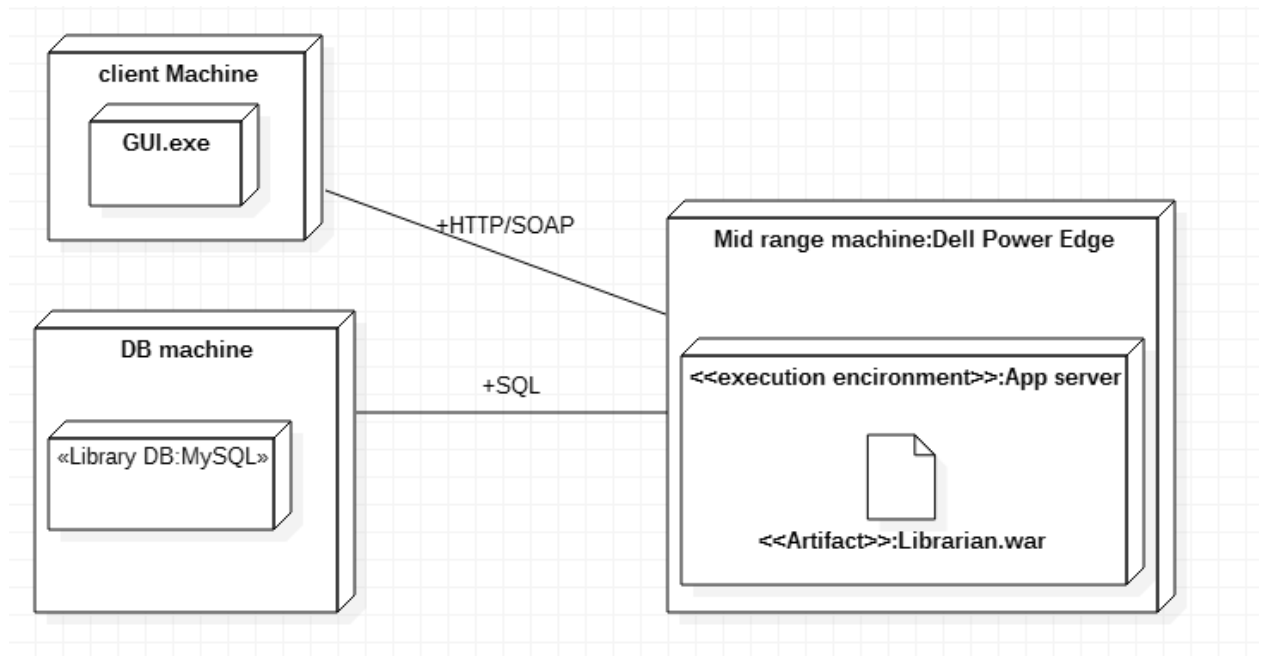 client Machine
GUI.exe
+HTTP/SOAP
Mid range machine:Dell Power Edge
DB machine
+SQL
<<execution encironment>>:App server
«Library DB:MySQL»
<<Artifact>>:Librarian.war